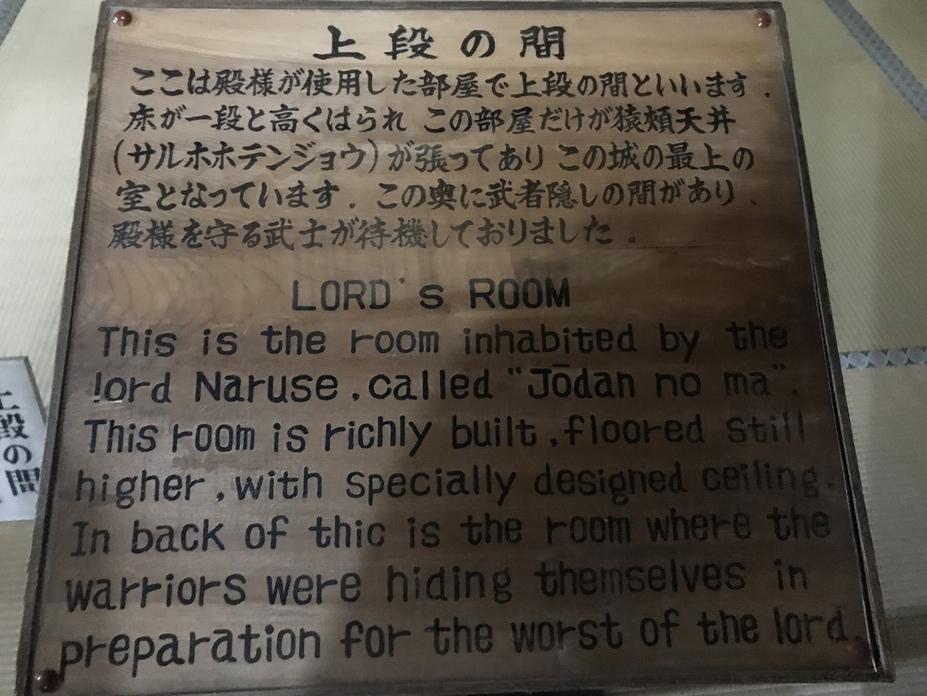 上段の間
ここは殿様が使用した部屋で上段の間といいます.
床が一段と高くはられ この部屋だけが猿頬天井
(サルホホテンジョウ)が張ってあり この城の最上の
室となっています. この奥に武者隠しの間があり、
殿様を守る武士が待機しておりました。
LORD's ROOM
This is the room inhabited by the
lord Naruse,called "Jōdan no ma".
This room is richly built,floored still
higher,with specially designed ceiling.
In back of thic is the room where the
warriors were hiding themselves in
preparation for the worst of the lord.
上段の間